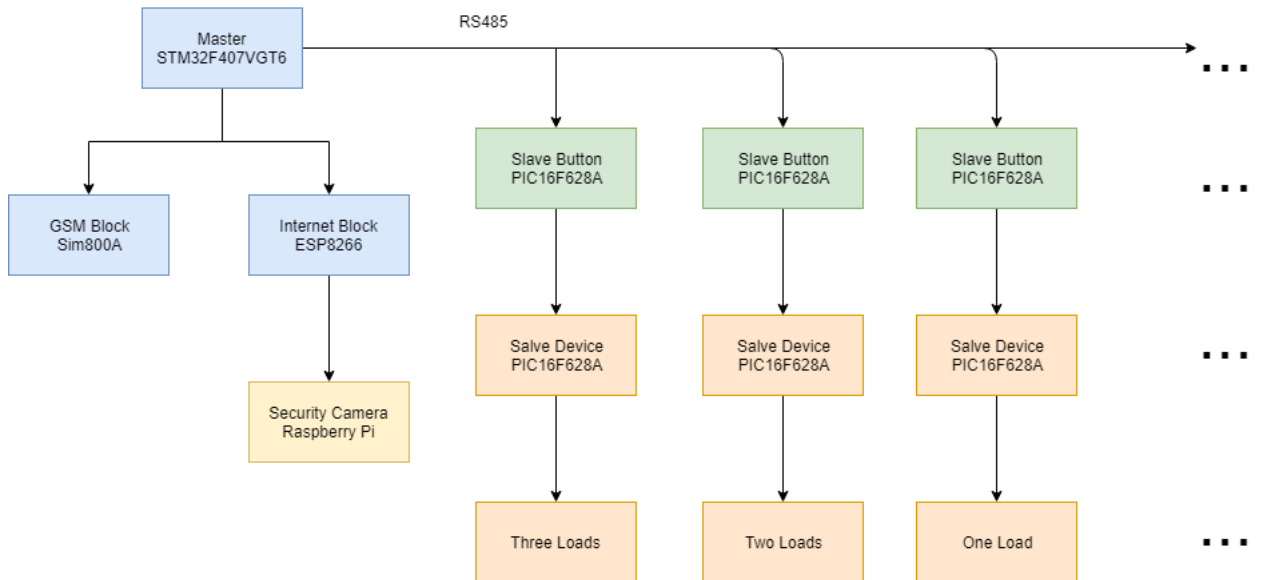 RS485
Master
STM32F407VGT6
...
Slave Button
PIC16F628A
Slave Button
PIC16F628A
Slave Button
PIC16F628A
...
GSM Block
Sim800A
Internet Block
ESP8266
Salve Device
PIC16F628A
Salve Device
PIC16F628A
Salve Device
PIC16F628A
...
Security Camera
Raspberry Pi
Three Loads
Two Loads
One Load
...